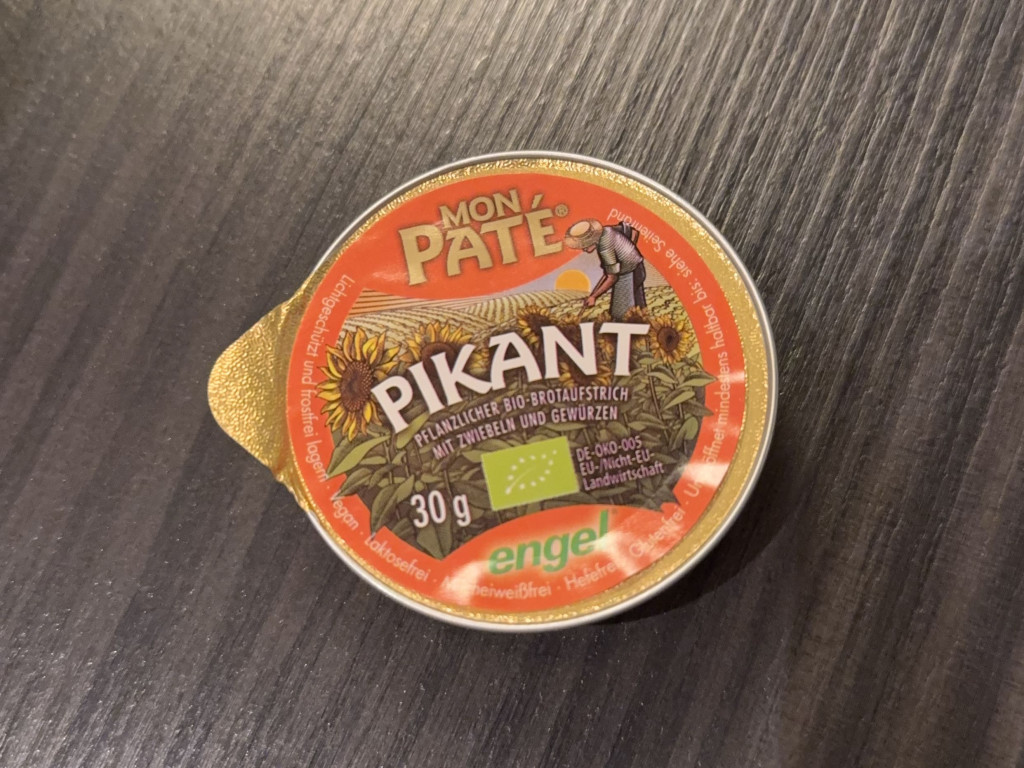 MON
PATÉ®
PIKANT
PFLANZLICHER BIO-BROTAUFSTRICH
MIT ZWIEBELN UND GEWÜRZEN
DE-ÖKO-005
EU-/Nicht-EU-
Landwirtschaft
30 g
engel
Lichtgeschützt und frostfrei lagern · Vegan · Laktosefrei · Hefefrei · Glutenfrei · mindestens haltbar bis: siehe Seitenrand